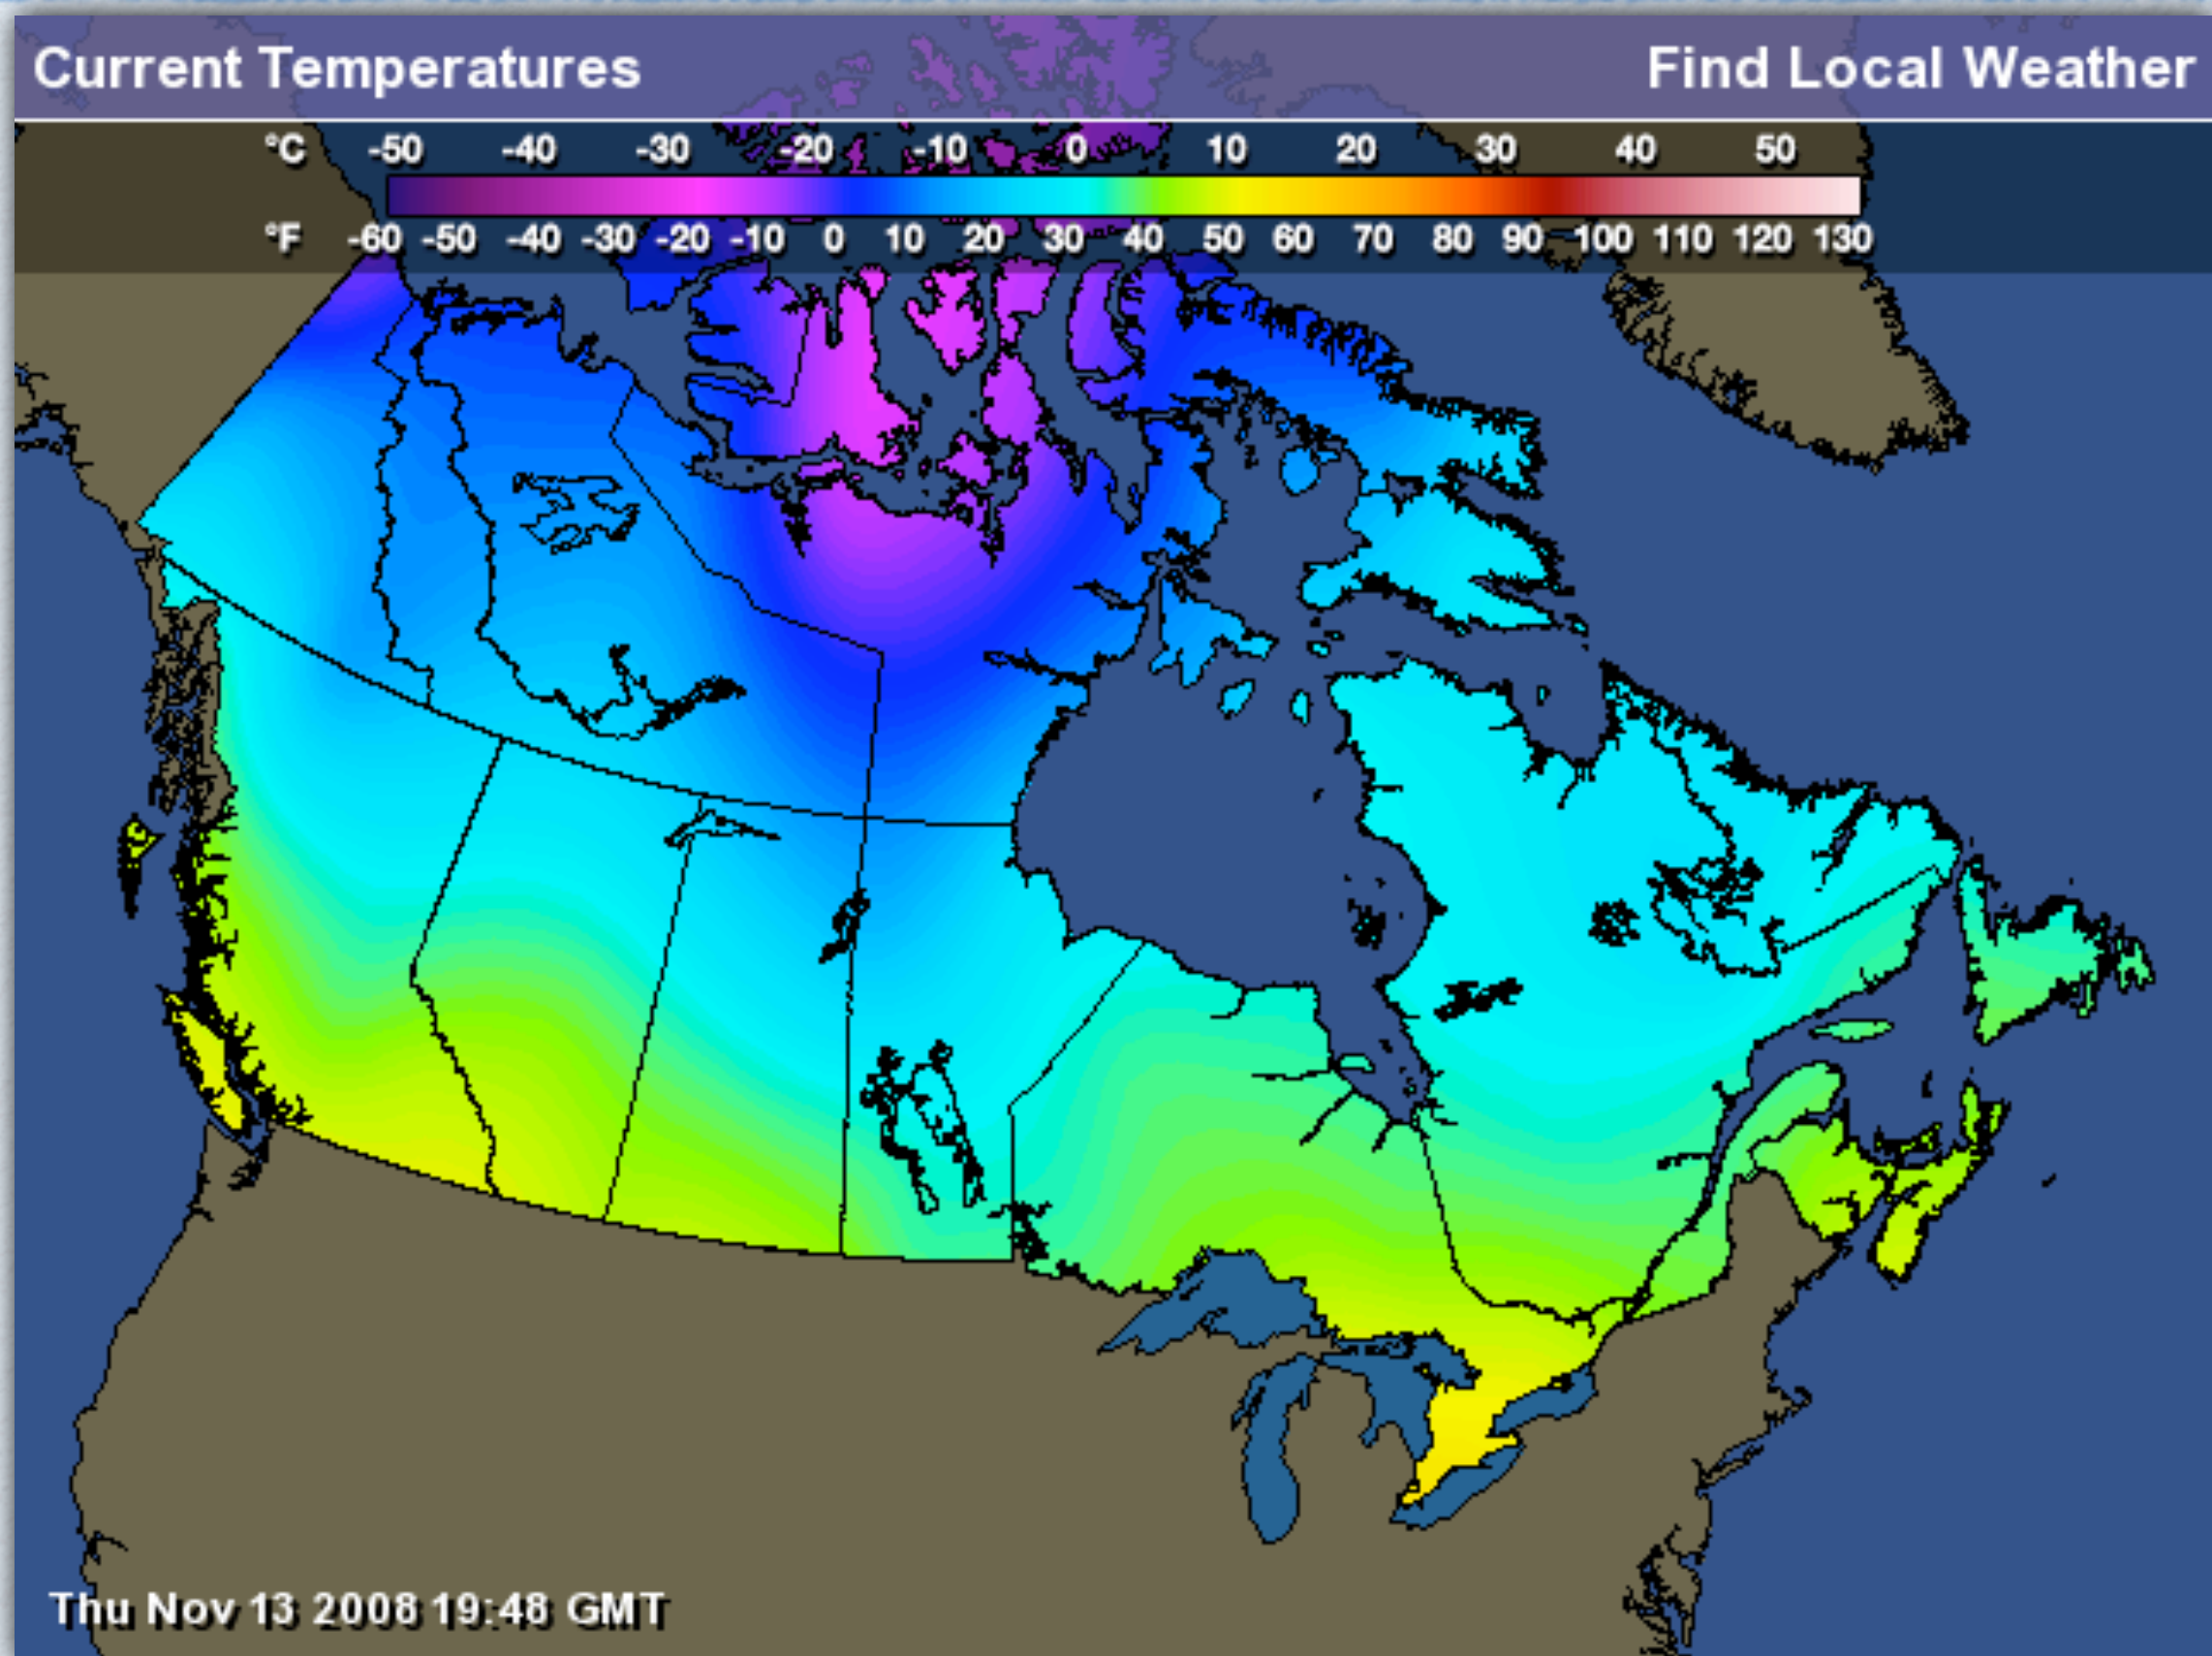 Current Temperatures Find Local Weather
°C -50 -40 -30 -20 -10 0 10 20 30 40 50
°F -60 -50 -40 -30 -20 -10 0 10 20 30 40 50 60 70 80 90 100 110 120 130
Thu Nov 13 2008 19:48 GMT